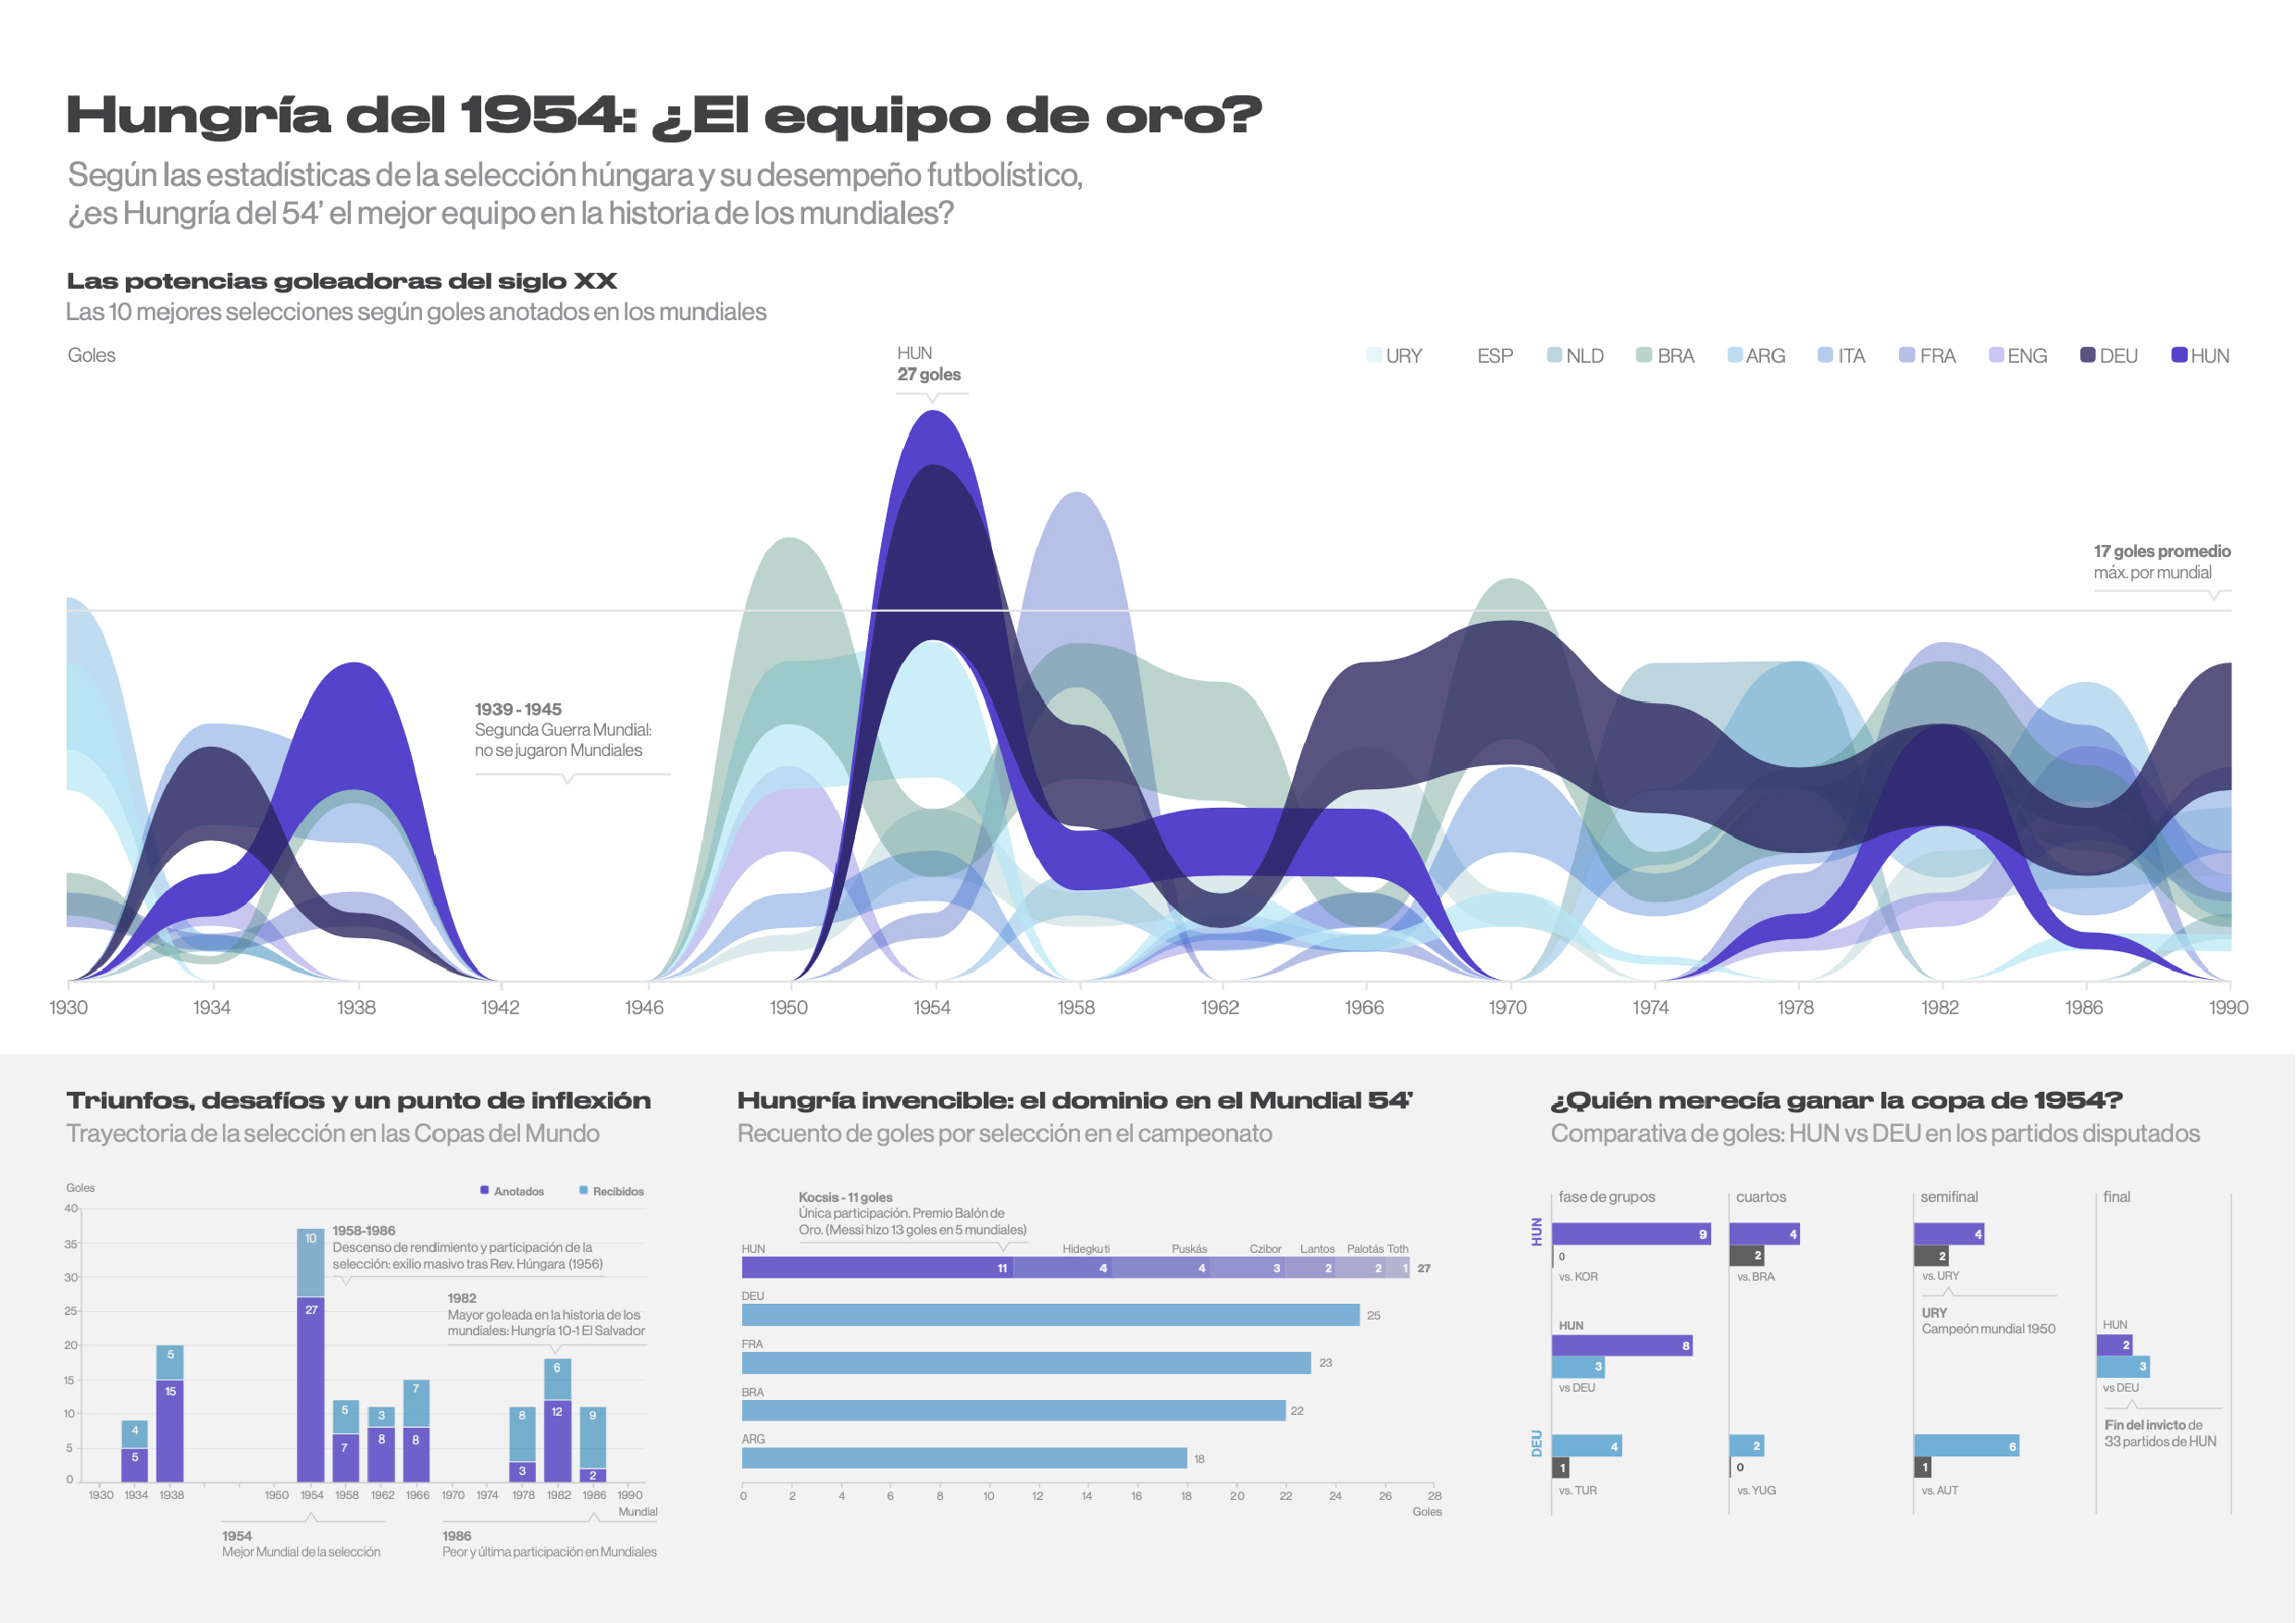 Hungría del 1954: ¿El equipo de oro?
Según las estadísticas de la selección húngara y su desempeño futbolístico,
¿es Hungría del 54’ el mejor equipo en la historia de los mundiales?
Las potencias goleadoras del siglo XX
Las 10 mejores selecciones según goles anotados en los mundiales
Goles
HUN
27 goles
URY ESP NLD BRA ARG ITA FRA ENG DEU HUN
17 goles promedio
máx. por mundial
1939 - 1945
Segunda Guerra Mundial:
no se jugaron Mundiales
1930 1934 1938 1942 1946 1950 1954 1958 1962 1966 1970 1974 1978 1982 1986 1990
Triunfos, desafíos y un punto de inflexión
Trayectoria de la selección en las Copas del Mundo
Goles
Anotados Recibidos
40
35
30
25
20
15
10
5
0
1958-1986
Descenso de rendimiento y participación de la
selección: exilio masivo tras Rev. Húngara (1956)
1982
Mayor goleada en la historia de los
mundiales: Hungría 10-1 El Salvador
4 5 10 5 3 7 8 6 9
5 15 27 7 8 8 3 12 2
1930 1934 1938 1950 1954 1958 1962 1966 1970 1974 1978 1982 1986 1990
Mundial
1954
Mejor Mundial de la selección
1986
Peor y última participación en Mundiales
Hungría invencible: el dominio en el Mundial 54’
Recuento de goles por selección en el campeonato
Kocsis - 11 goles
Única participación. Premio Balón de
Oro. (Messi hizo 13 goles en 5 mundiales)
HUN Hidegkuti Puskás Czibor Lantos Palotás Toth
11 4 4 3 2 2 1 27
DEU
25
FRA
23
BRA
22
ARG
18
0 2 4 6 8 10 12 14 16 18 20 22 24 26 28
Goles
¿Quién merecía ganar la copa de 1954?
Comparativa de goles: HUN vs DEU en los partidos disputados
fase de grupos cuartos semifinal final
HUN
9 4 4
0 2 2
vs. KOR vs. BRA vs. URY
URY
Campeón mundial 1950
HUN
8
3
vs DEU
HUN
2
3
vs DEU
Fin del invicto de
33 partidos de HUN
DEU
4 2 6
1 0 1
vs. TUR vs. YUG vs. AUT